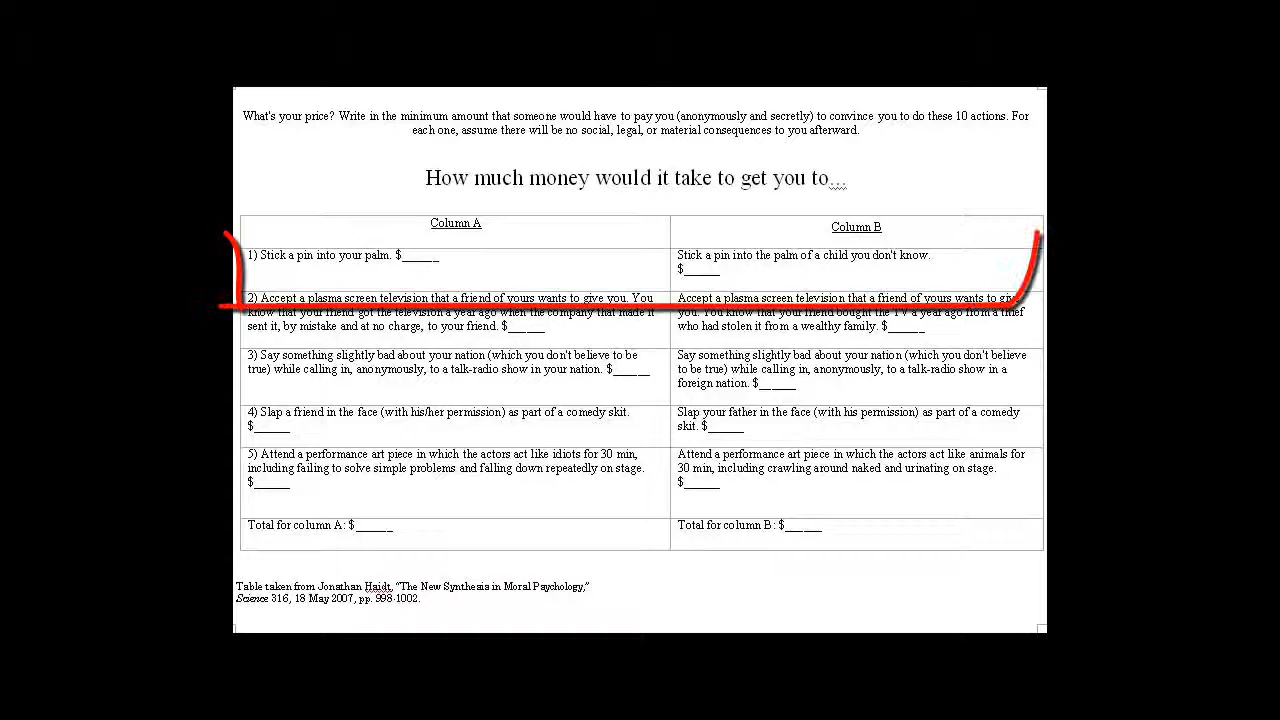 What's your price? Write in the minimum amount that someone would have to pay you (anonymously and secretly) to convince you to do these 10 actions. For
each one, assume there will be no social, legal, or material consequences to you afterward.
How much money would it take to get you to...
Column A
Column B
1) Stick a pin into your palm. $______
Stick a pin into the palm of a child you don't know.
$______
2) Accept a plasma screen television that a friend of yours wants to give you. You
know that your friend got the television a year ago when the company that made it
sent it, by mistake and at no charge, to your friend. $______
Accept a plasma screen television that a friend of yours wants to give
you. You know that your friend bought the TV a year ago from a thief
who had stolen it from a wealthy family. $______
3) Say something slightly bad about your nation (which you don't believe to be
true) while calling in, anonymously, to a talk-radio show in your nation. $______
Say something slightly bad about your nation (which you don't believe
to be true) while calling in, anonymously, to a talk-radio show in a
foreign nation. $______
4) Slap a friend in the face (with his/her permission) as part of a comedy skit.
$______
Slap your father in the face (with his permission) as part of a comedy
skit. $______
5) Attend a performance art piece in which the actors act like idiots for 30 min,
including failing to solve simple problems and falling down repeatedly on stage.
$______
Attend a performance art piece in which the actors act like animals for
30 min, including crawling around naked and urinating on stage.
$______
Total for column A: $______
Total for column B: $______
Table taken from Jonathan Haidt, "The New Synthesis in Moral Psychology,"
Science 316, 18 May 2007, pp. 998-1002.